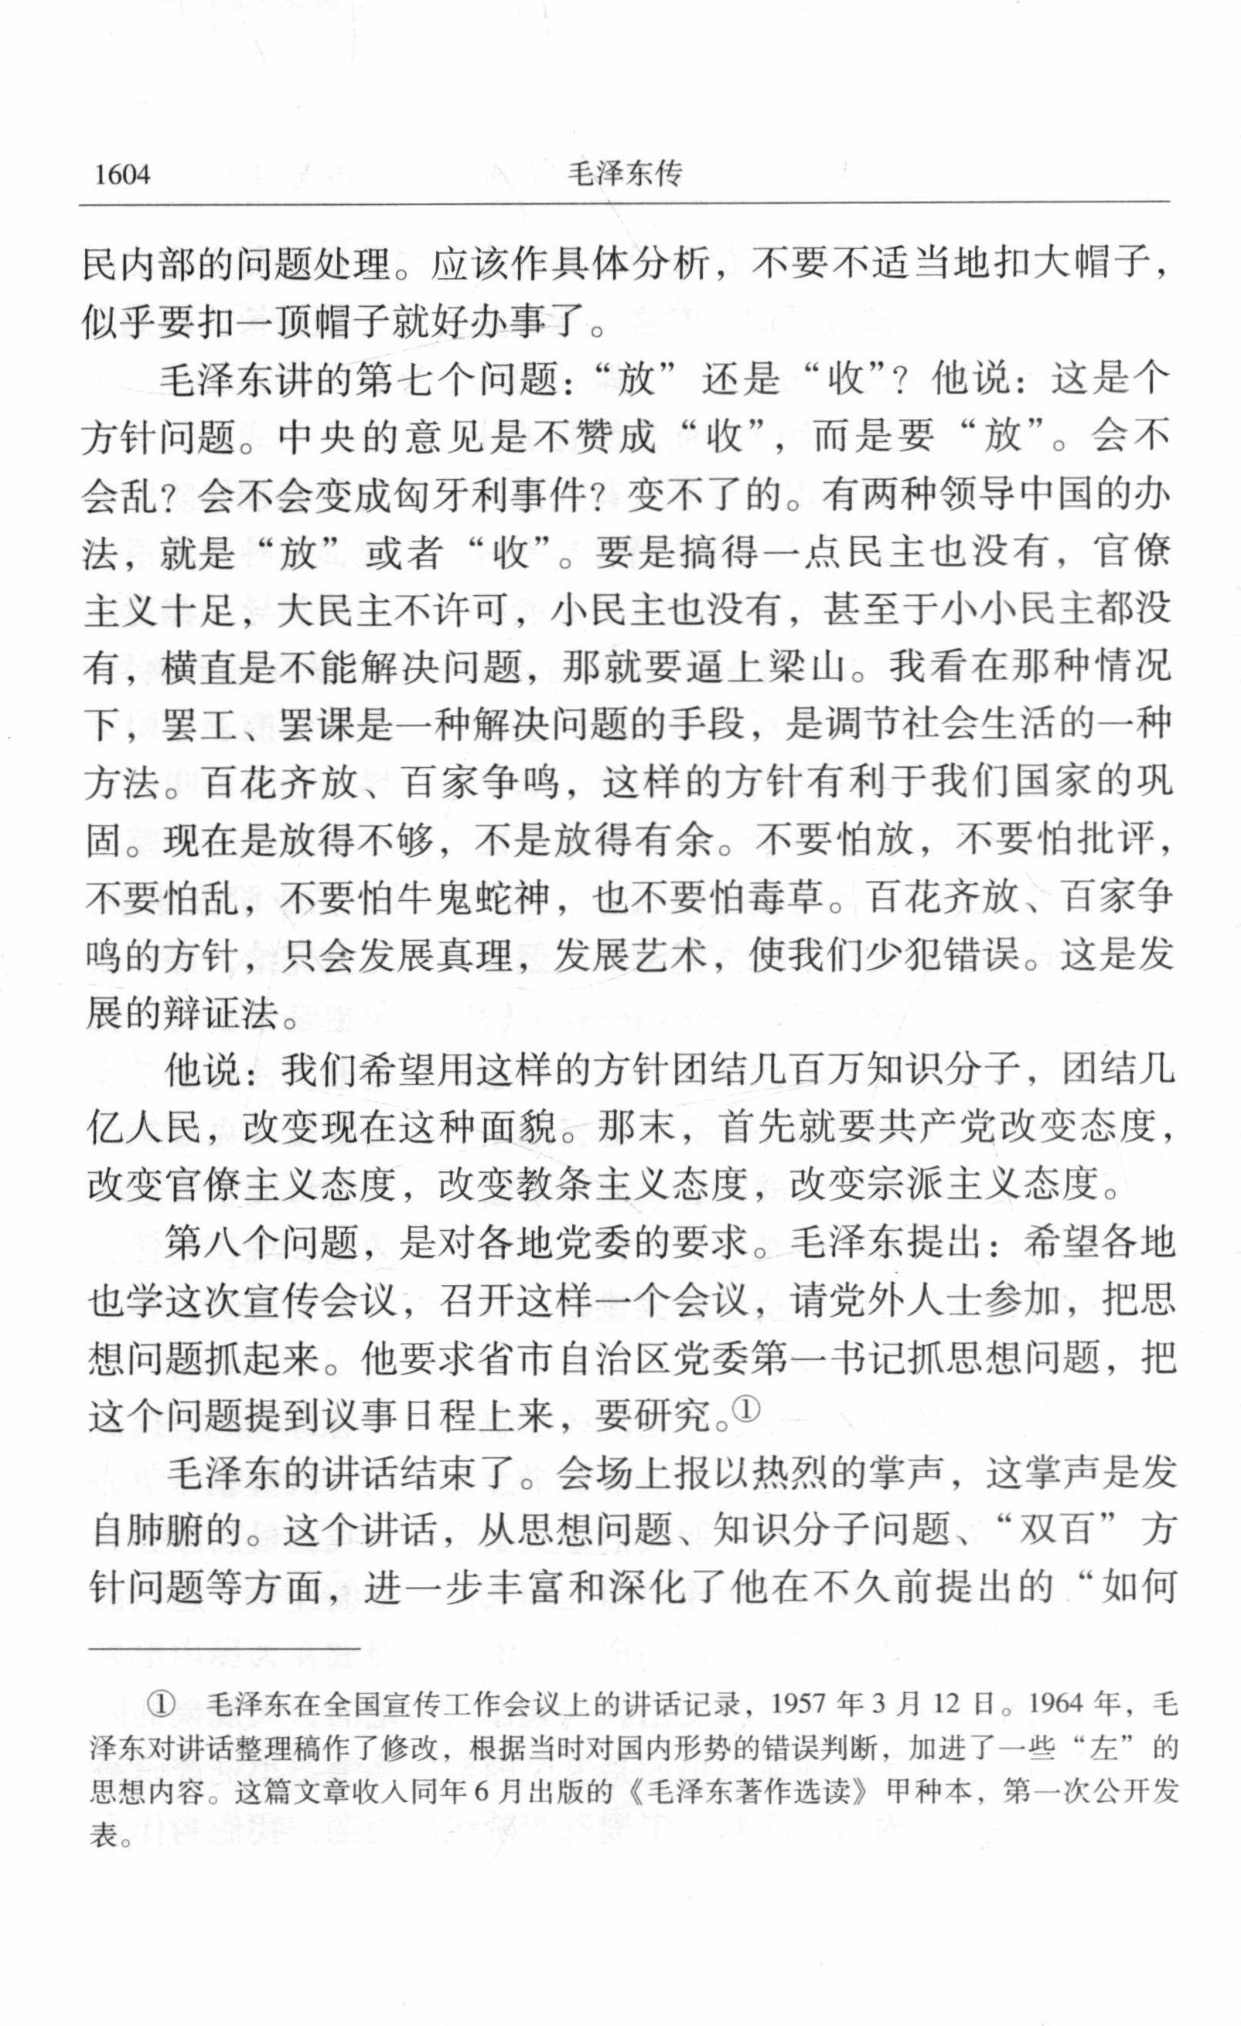 1604 毛泽东传
民内部的问题处理。应该作具体分析，不要不适当地扣大帽子，
似乎要扣一顶帽子就好办事了。
毛泽东讲的第七个问题：“放”还是“收”？他说：这是个
方针问题。中央的意见是不赞成“收”，而是要“放”。会不
会乱？会不会变成匈牙利事件？变不了的。有两种领导中国的办
法，就是“放”或者“收”。要是搞得一点民主也没有，官僚
主义十足，大民主不许可，小民主也没有，甚至于小小民主都没
有，横直是不能解决问题，那就要逼上梁山。我看在那种情况
下，罢工、罢课是一种解决问题的手段，是调节社会生活的一种
方法。百花齐放、百家争鸣，这样的方针有利于我们国家的巩
固。现在是放得不够，不是放得有余。不要怕放，不要怕批评，
不要怕乱，不要怕牛鬼蛇神，也不要怕毒草。百花齐放、百家争
鸣的方针，只会发展真理，发展艺术，使我们少犯错误。这是发
展的辩证法。
他说：我们希望用这样的方针团结几百万知识分子，团结几
亿人民，改变现在这种面貌。那末，首先就要共产党改变态度，
改变官僚主义态度，改变教条主义态度，改变宗派主义态度。
第八个问题，是对各地党委的要求。毛泽东提出：希望各地
也学这次宣传会议，召开这样一个会议，请党外人士参加，把思
想问题抓起来。他要求省市自治区党委第一书记抓思想问题，把
这个问题提到议事日程上来，要研究。①
毛泽东的讲话结束了。会场上报以热烈的掌声，这掌声是发
自肺腑的。这个讲话，从思想问题、知识分子问题、“双百”方
针问题等方面，进一步丰富和深化了他在不久前提出的“如何
① 毛泽东在全国宣传工作会议上的讲话记录，1957年3月12日。1964年，毛
泽东对讲话整理稿作了修改，根据当时对国内形势的错误判断，加进了一些“左”的
思想内容。这篇文章收入同年6月出版的《毛泽东著作选读》甲种本，第一次公开发
表。